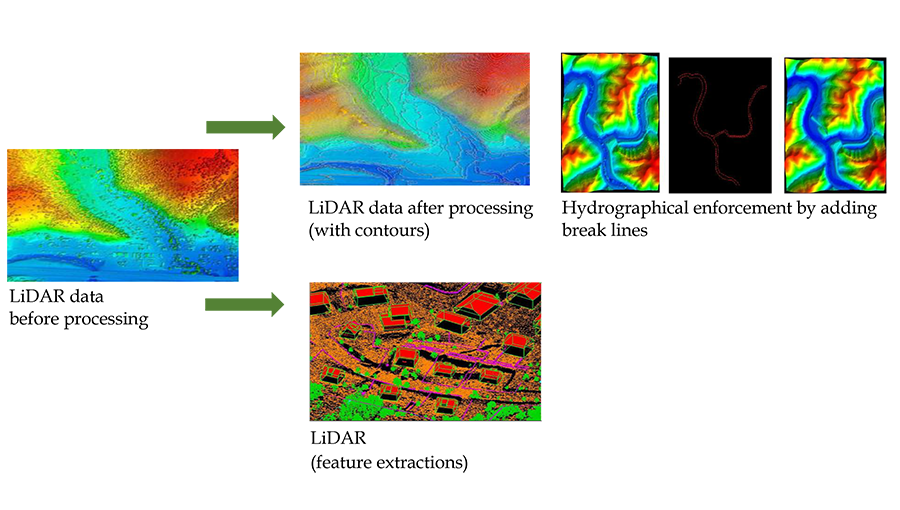 LiDAR data
before processing
LiDAR data after processing
(with contours)
Hydrographical enforcement by adding
break lines
LiDAR
(feature extractions)